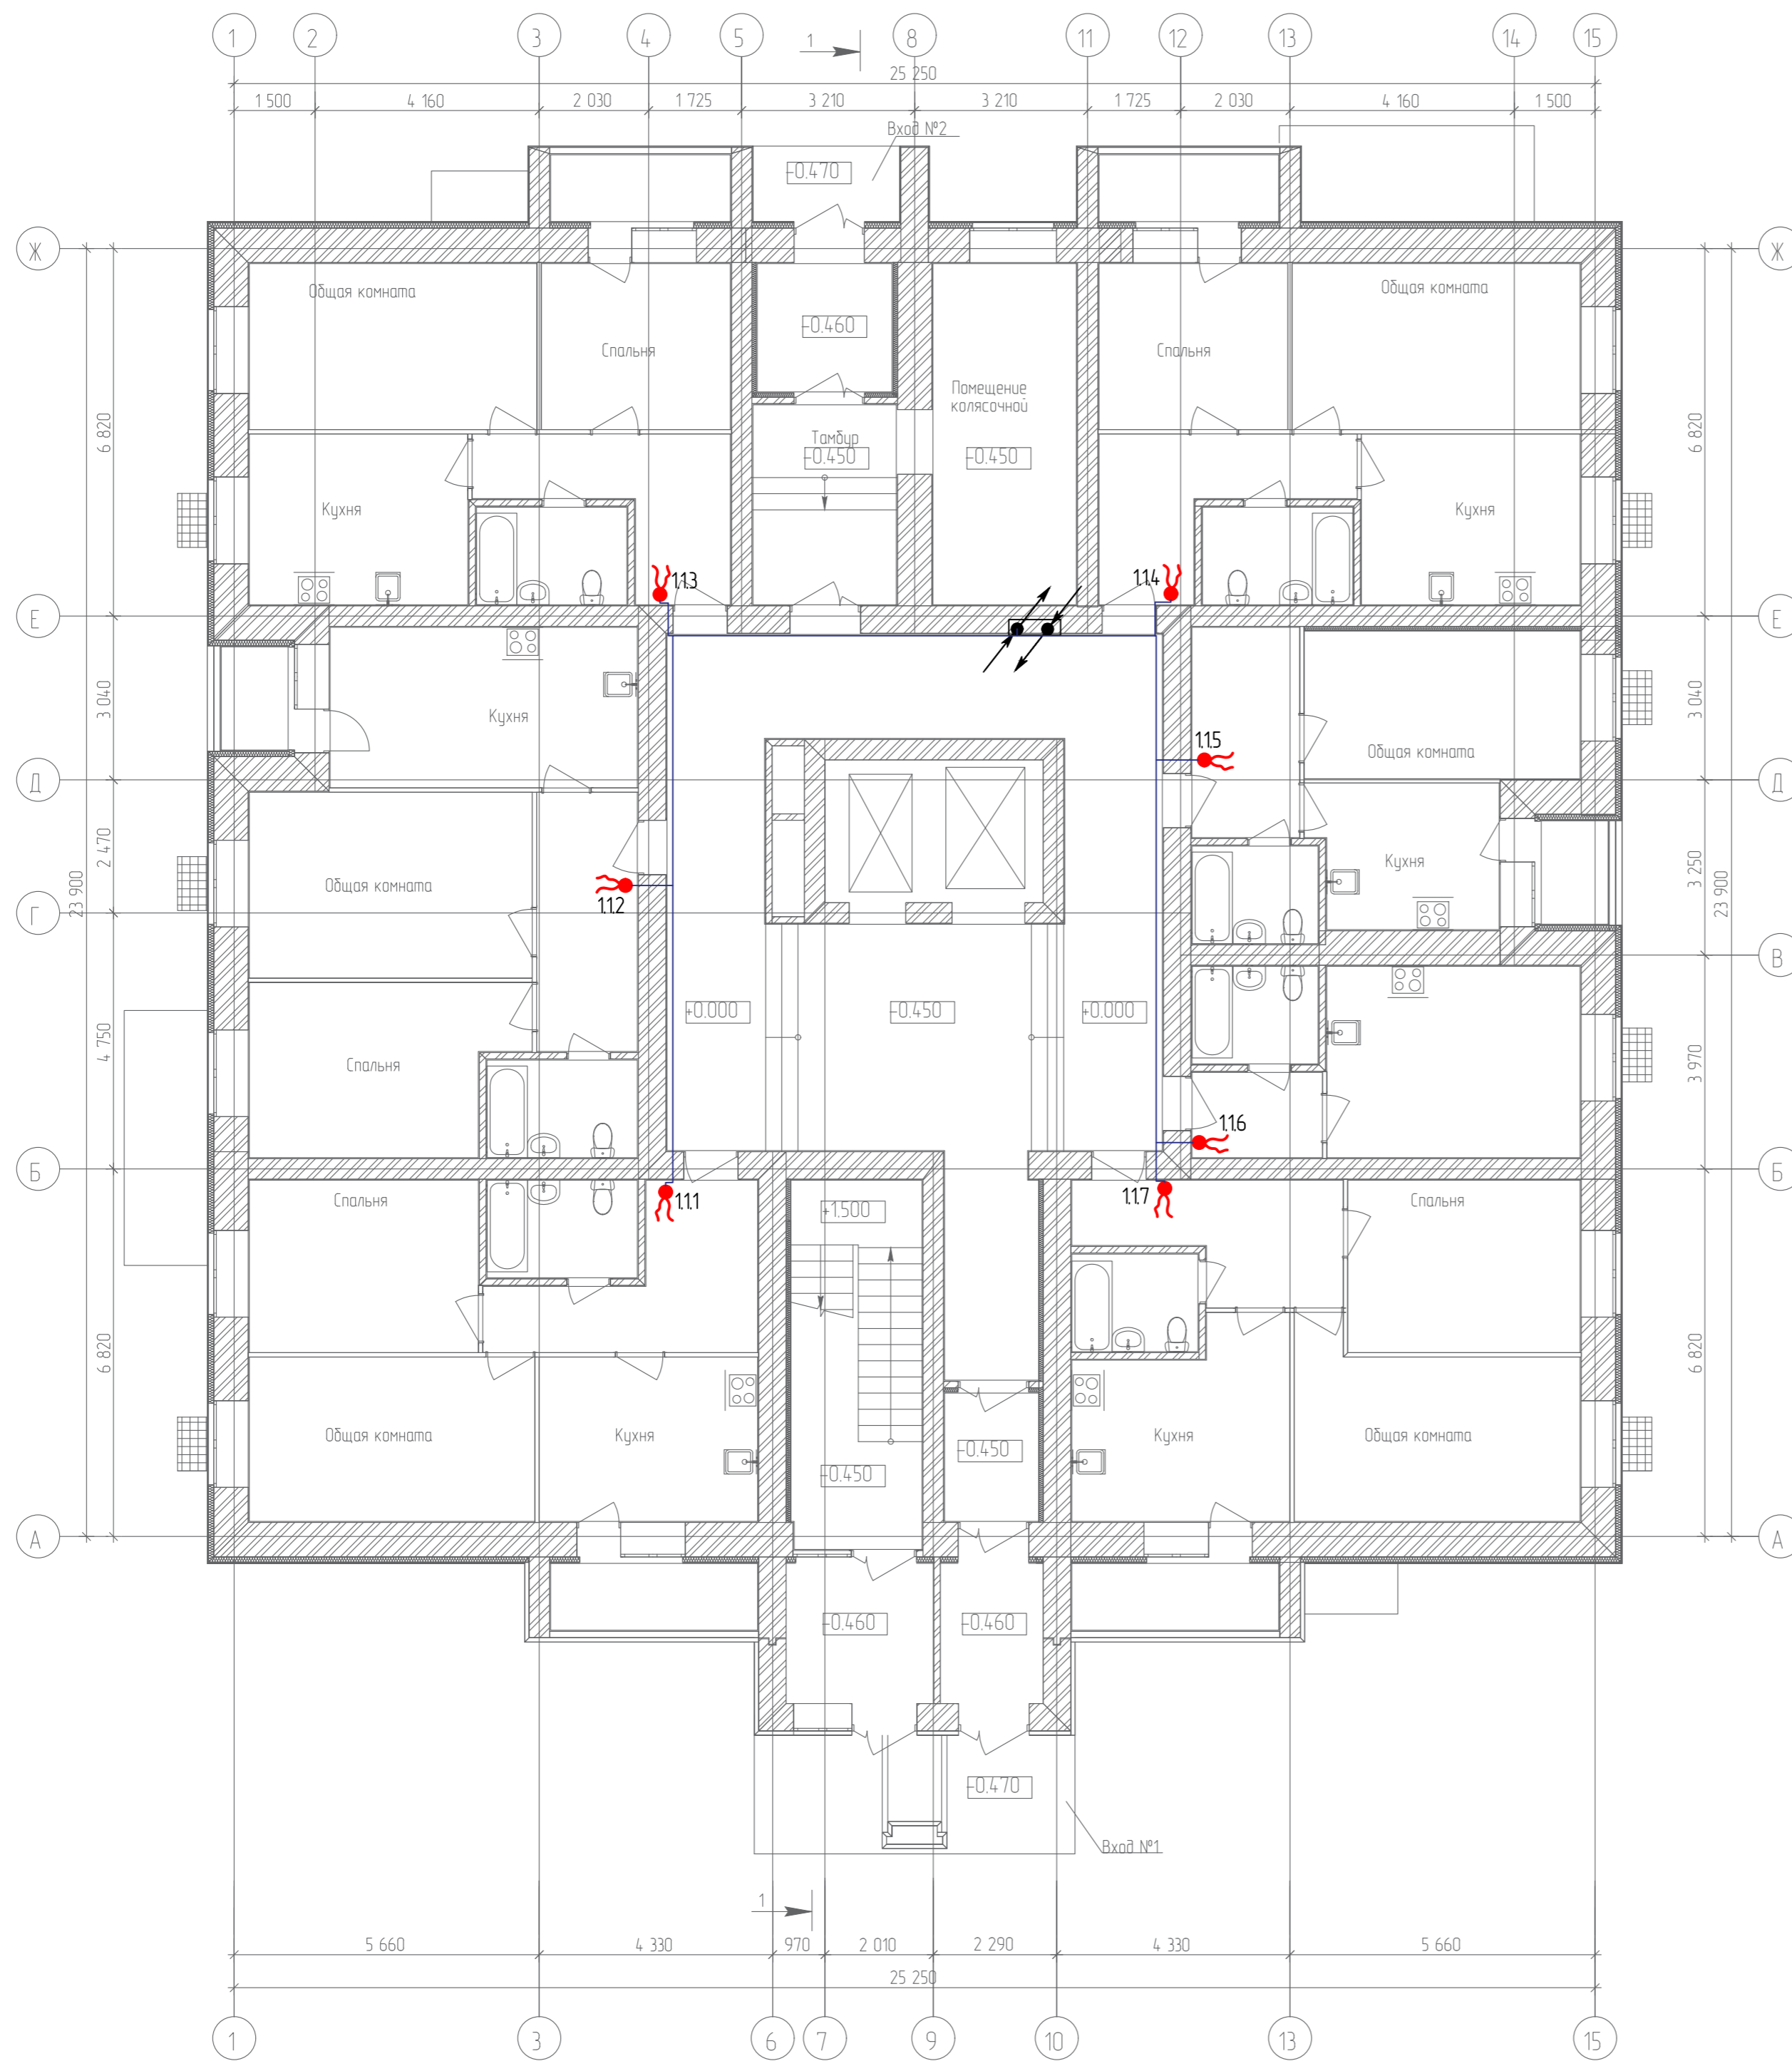 1 2 3 4 5 8 11 12 13 14 15
1
25 250
1 500 4 160 2 030 1 725 3 210 3 210 1 725 2 030 4 160 1 500
Вход №2
-0.470
Ж Ж
Общая комната Общая комната
-0.460
Спальня Спальня
Помещение
колясочной
6 820 6 820
Тамбур
-0.450 -0.450
Кухня Кухня
1.1.3 1.1.4
Е Е
3 040 3 040
Кухня
1.1.5
Общая комната
Д Д
2 470
3 250
Кухня
23 900 23 900
Общая комната
1.1.2
Г
В
+0.000 -0.450 +0.000
4 750
3 970
Спальня
1.1.6
Б Б
1.1.1 1.1.7
Спальня Спальня
+1.500
6 820 6 820
Общая комната Кухня Кухня Общая комната
-0.450
-0.450
А А
-0.460 -0.460
-0.470
Вход №1
1
5 660 4 330 970 2 010 2 290 4 330 5 660
25 250
1 3 6 7 9 10 13 15